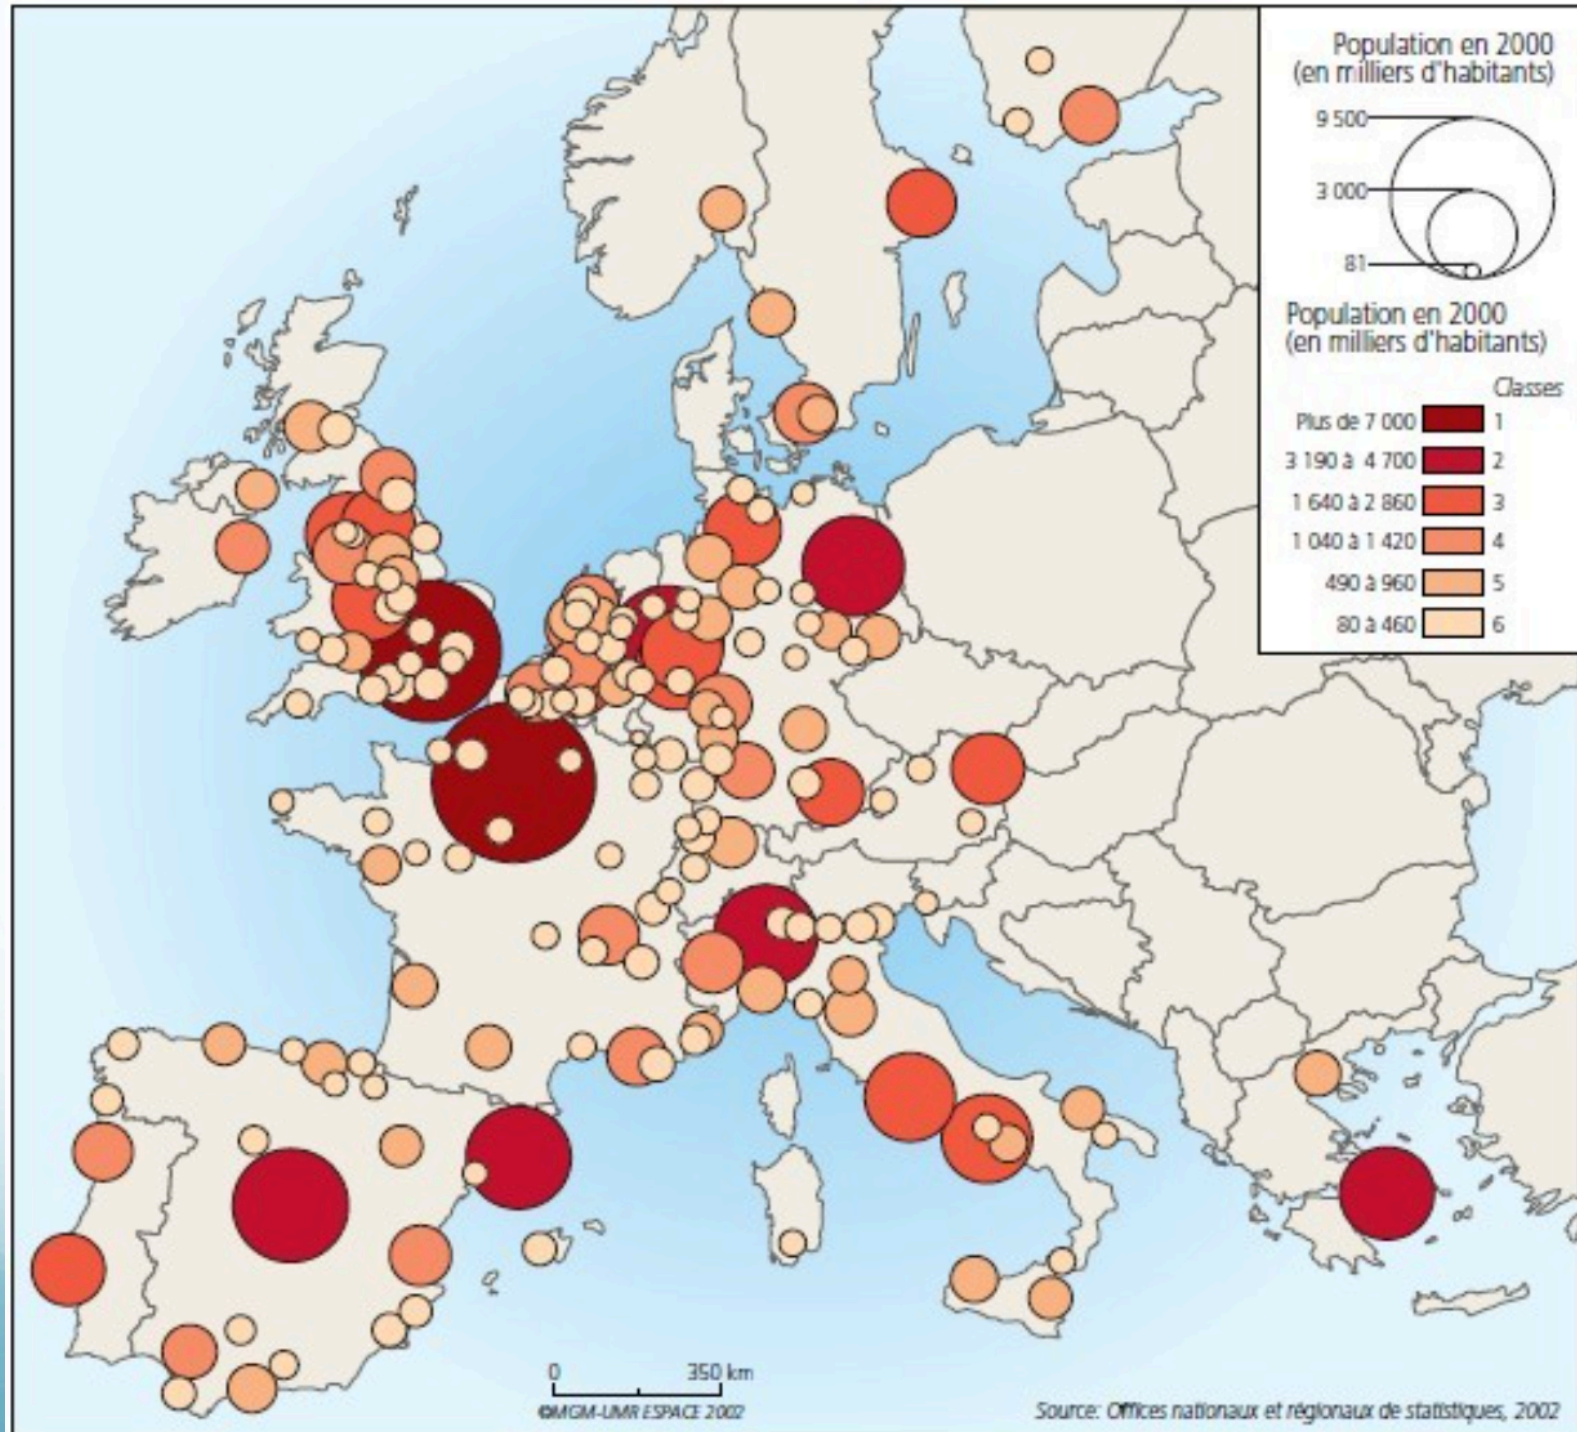 Population en 2000
(en milliers d'habitants)
9 500
3 000
81
Population en 2000
(en milliers d'habitants)
Classes
Plus de 7 000 1
3 190 à 4 700 2
1 640 à 2 860 3
1 040 à 1 420 4
490 à 960 5
80 à 460 6
0 350 km
©MGM-UMR ESPACE 2002
Source: Offices nationaux et régionaux de statistiques, 2002